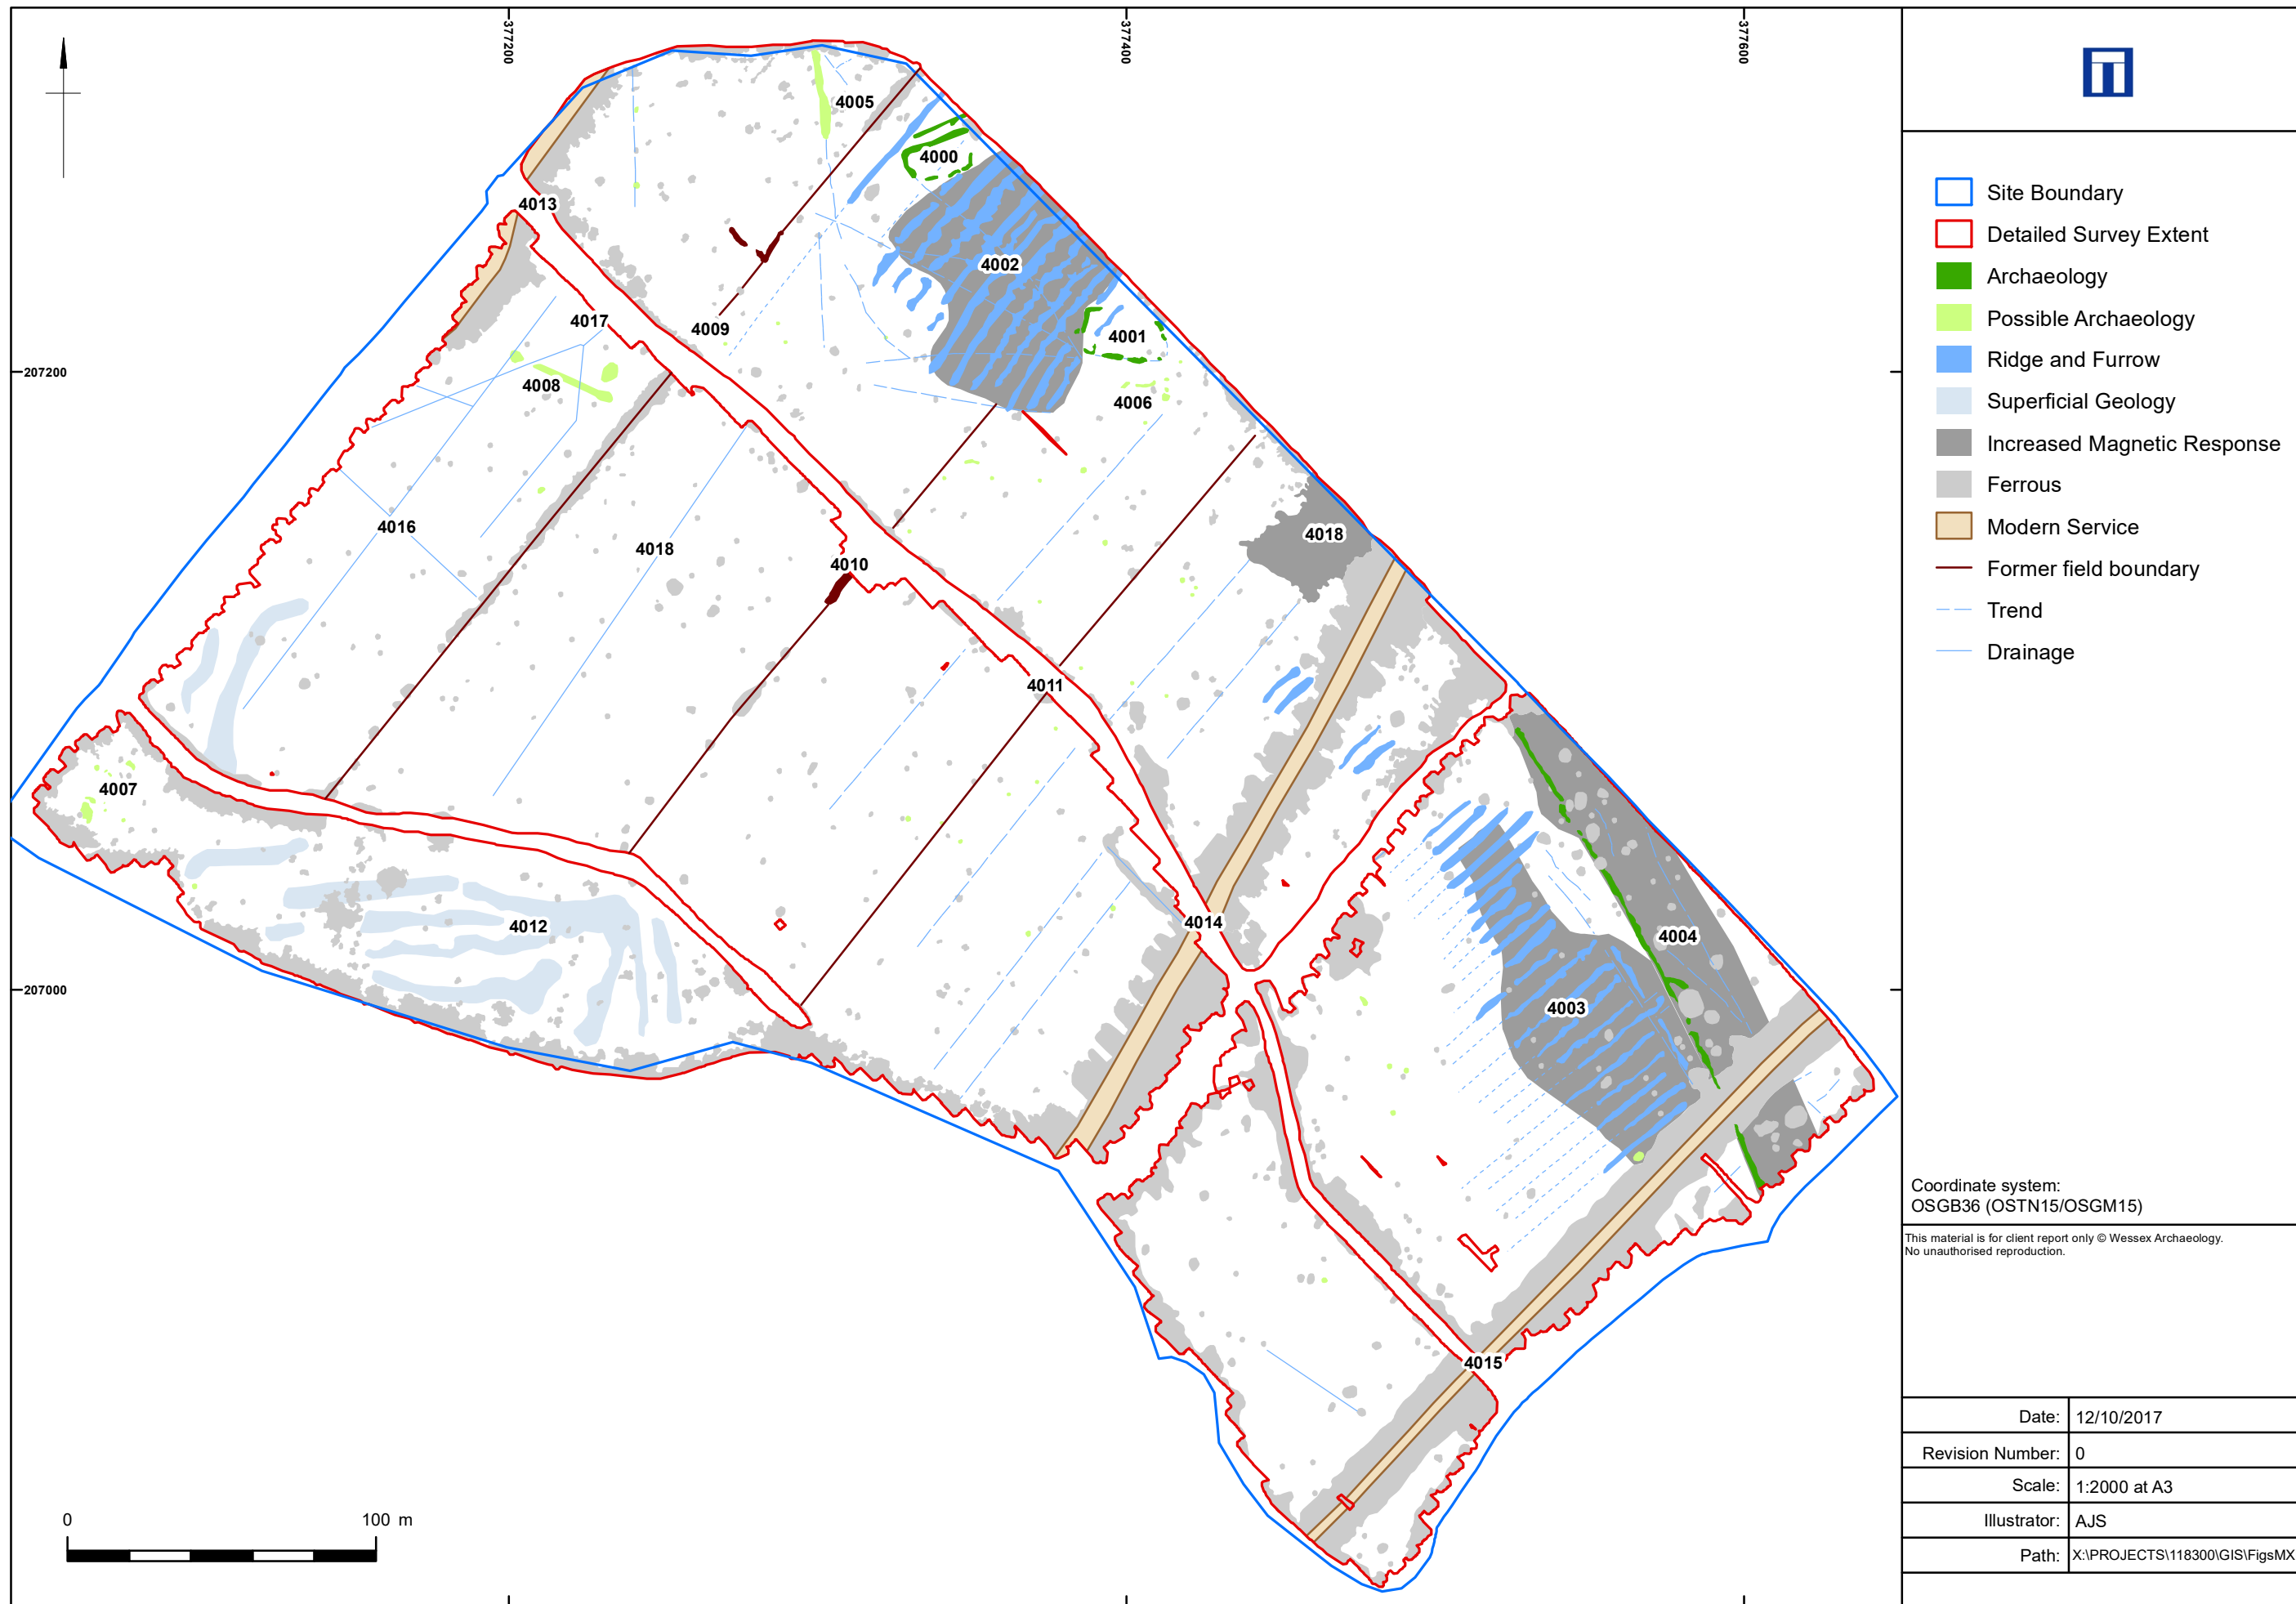 377200
377400
377600
4005
4000
4013
4002
4017
4009
4001
207200
4008
4006
4016
4018
4018
4010
4011
4007
4014
4012
4004
207000
4003
4015
0
100 m
Site Boundary
Detailed Survey Extent
Archaeology
Possible Archaeology
Ridge and Furrow
Superficial Geology
Increased Magnetic Response
Ferrous
Modern Service
Former field boundary
Trend
Drainage
Coordinate system:
OSGB36 (OSTN15/OSGM15)
This material is for client report only © Wessex Archaeology.
No unauthorised reproduction.
Date: 12/10/2017
Revision Number: 0
Scale: 1:2000 at A3
Illustrator: AJS
Path: X:\PROJECTS\118300\GIS\FigsMX